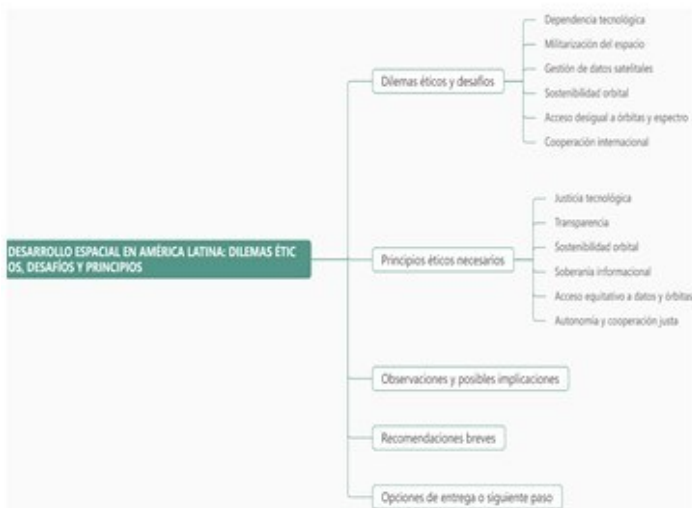 DESARROLLO ESPACIAL EN AMÉRICA LATINA: DILEMAS ÉTIC
OS, DESAFÍOS Y PRINCIPIOS
Dilemas éticos y desafíos
Dependencia tecnológica
Militarización del espacio
Gestión de datos satelitales
Sostenibilidad orbital
Acceso desigual a órbitas y espectro
Cooperación internacional
Principios éticos necesarios
Justicia tecnológica
Transparencia
Sostenibilidad orbital
Soberanía informacional
Acceso equitativo a datos y órbitas
Autonomía y cooperación justa
Observaciones y posibles implicaciones
Recomendaciones breves
Opciones de entrega o siguiente paso